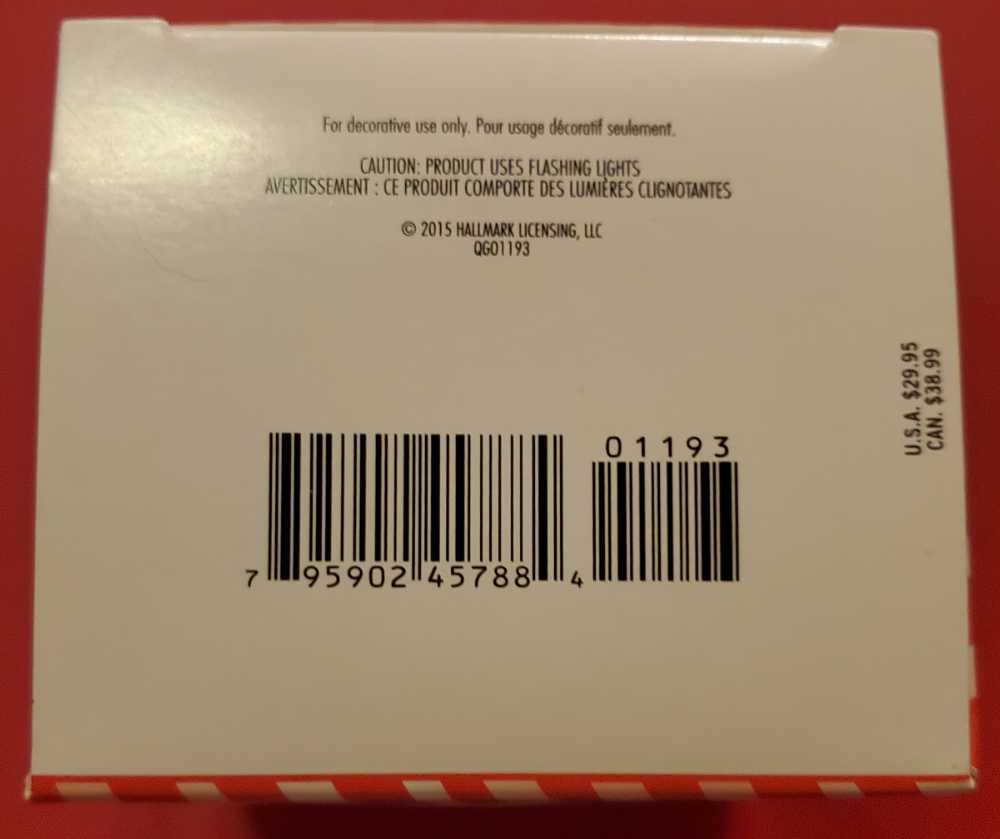 For decorative use only. Pour usage décoratif seulement.
CAUTION: PRODUCT USES FLASHING LIGHTS
AVERTISSEMENT : CE PRODUIT COMPORTE DES LUMIÈRES CLIGNOTANTES
© 2015 HALLMARK LICENSING, LLC
QGO1193
U.S.A. $29.95
CAN. $38.99
01193
7 95902 45788 4